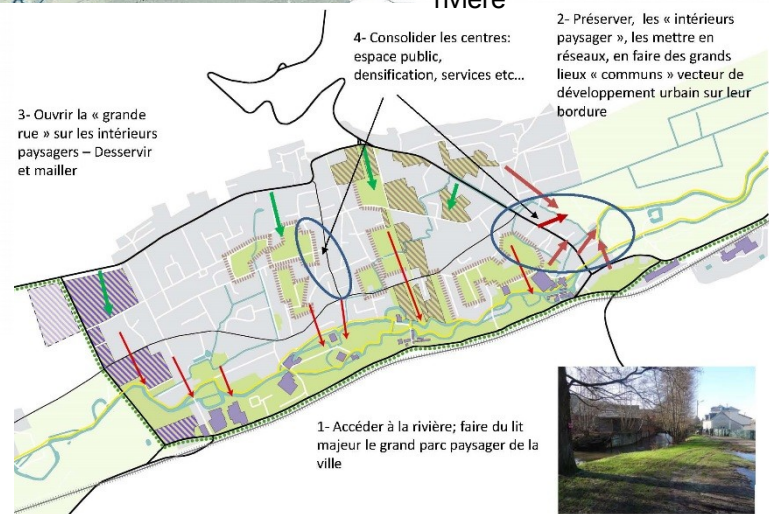 rivière
2- Préserver, les « intérieurs
paysager », les mettre en
réseaux, en faire des grands
lieux « communs » vecteur de
développement urbain sur leur
bordure
4- Consolider les centres:
espace public,
densification, services etc…
3- Ouvrir la « grande
rue » sur les intérieurs
paysagers – Desservir
et mailler
1- Accéder à la rivière; faire du lit
majeur le grand parc paysager de la
ville